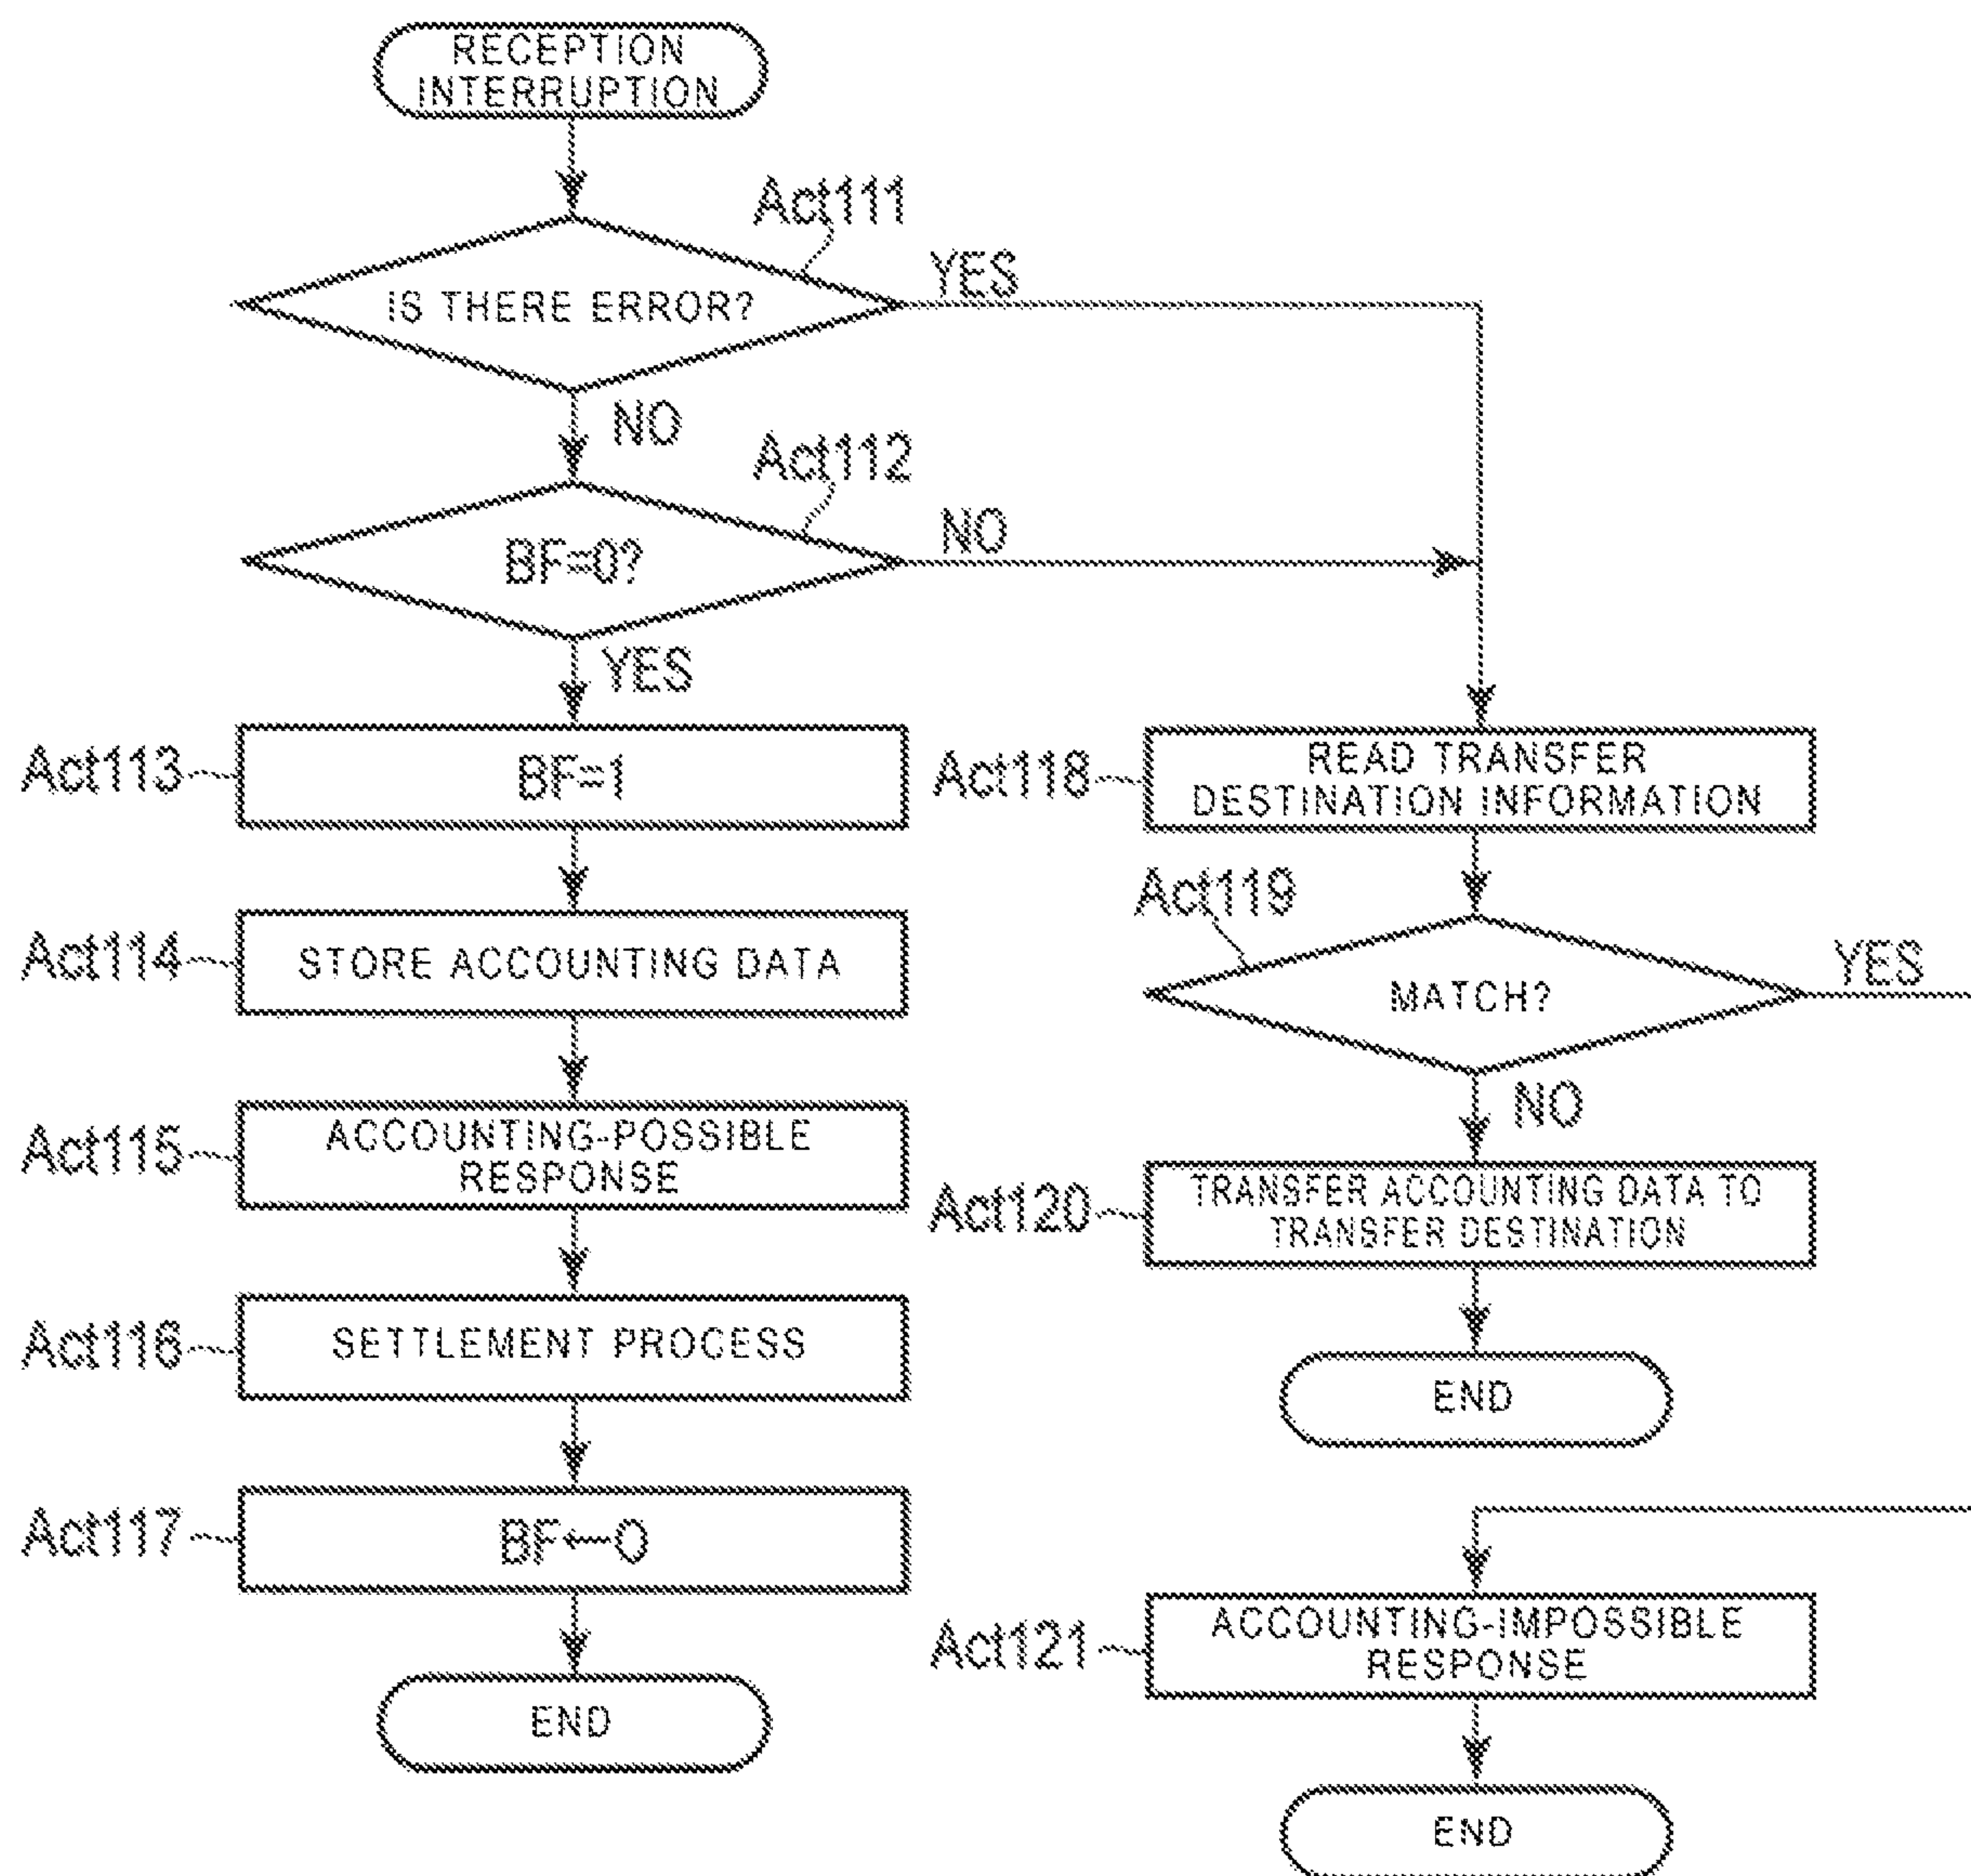 RECEPTION
INTERRUPTION
Act111
IS THERE ERROR?
YES
NO
Act112
BF=0?
NO
YES
Act113
BF=1
Act114
STORE ACCOUNTING DATA
Act115
ACCOUNTING-POSSIBLE
RESPONSE
Act116
SETTLEMENT PROCESS
Act117
BF←0
END
Act118
READ TRANSFER
DESTINATION INFORMATION
Act119
MATCH?
YES
NO
Act120
TRANSFER ACCOUNTING DATA TO
TRANSFER DESTINATION
END
Act121
ACCOUNTING-IMPOSSIBLE
RESPONSE
END